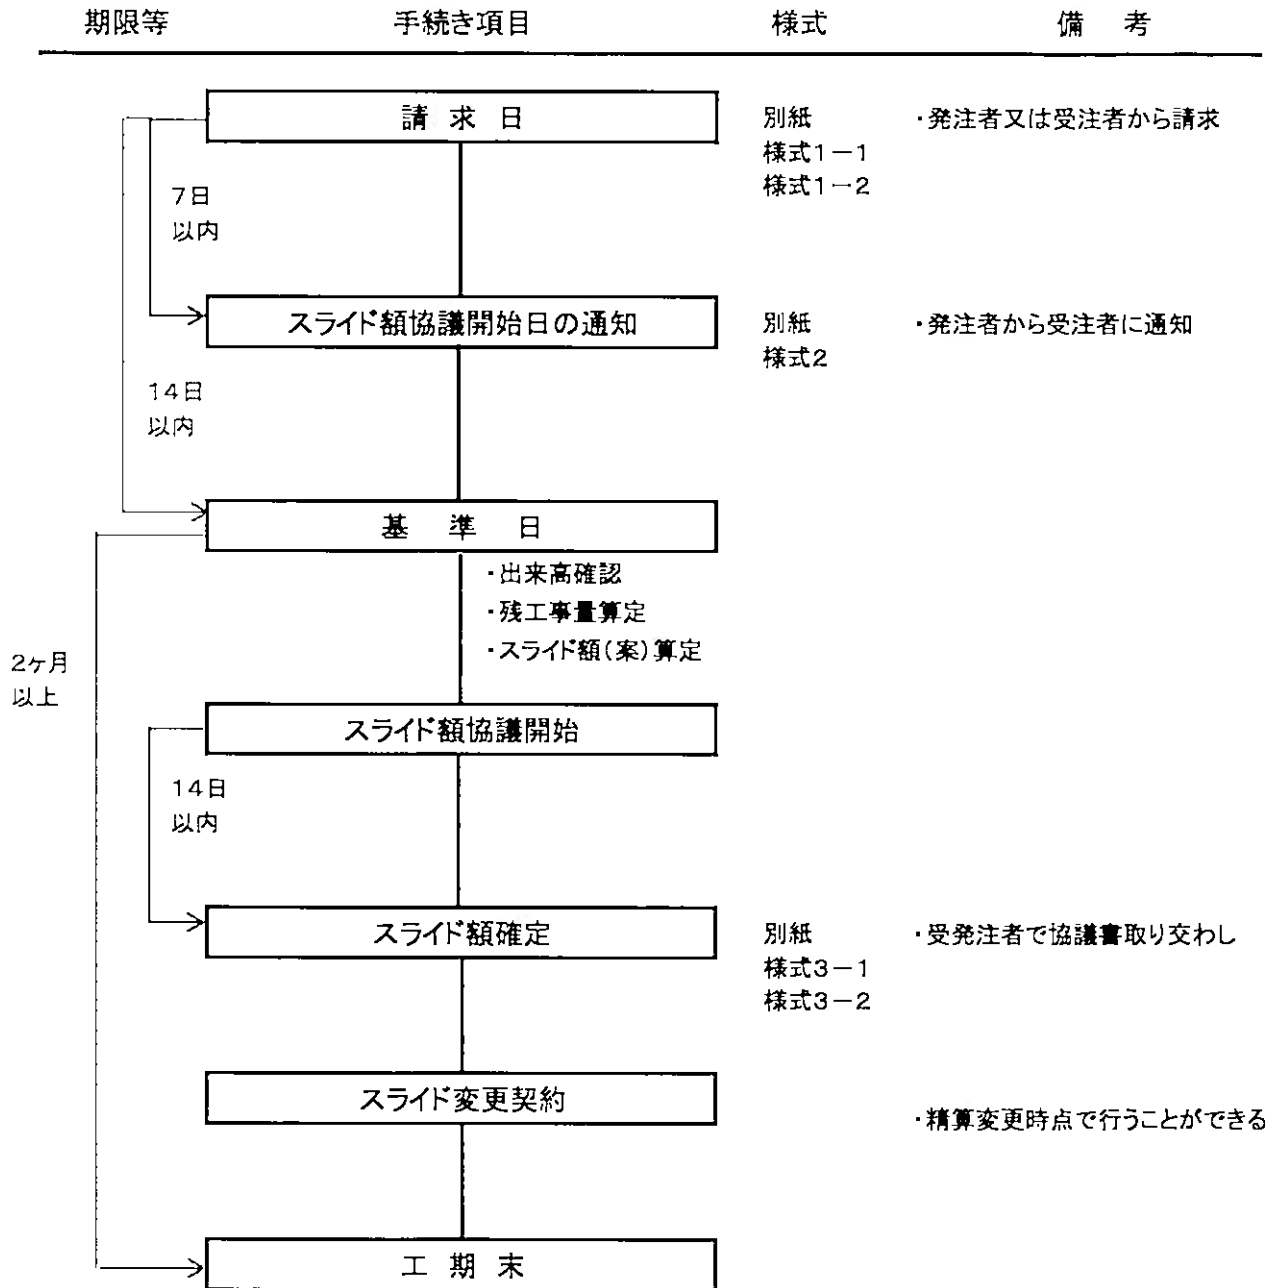 期限等 手続き項目 様式 備 考
請 求 日 別紙 ・発注者又は受注者から請求
様式1－1
様式1－2
7日
以内
スライド額協議開始日の通知 別紙 ・発注者から受注者に通知
様式2
14日
以内
基 準 日
・出来高確認
・残工事量算定
・スライド額(案)算定
2ヶ月
以上
スライド額協議開始
14日
以内
スライド額確定 別紙 ・受発注者で協議書取り交わし
様式3－1
様式3－2
スライド変更契約
・精算変更時点で行うことができる
工 期 末